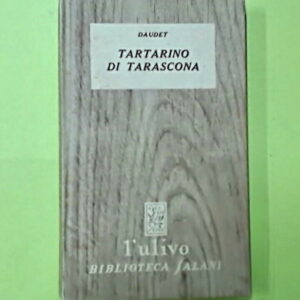 DAUDET
TARTARINO
DI TARASCONA
l'ulivo
BIBLIOTECA SALANI